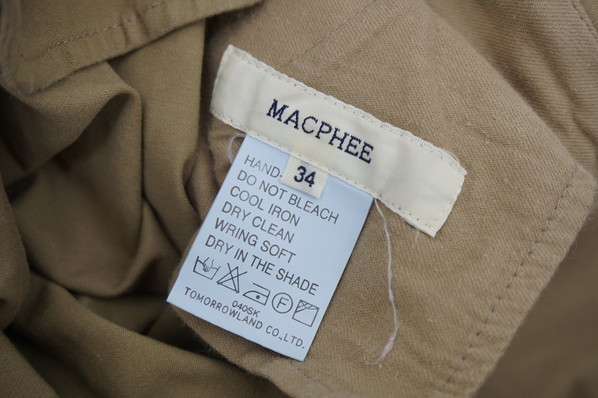 MACPHEE
34
HAND
DO NOT BLEACH
COOL IRON
DRY CLEAN
WRING SOFT
DRY IN THE SHADE
040SK
TOMORROWLAND CO.,LTD.